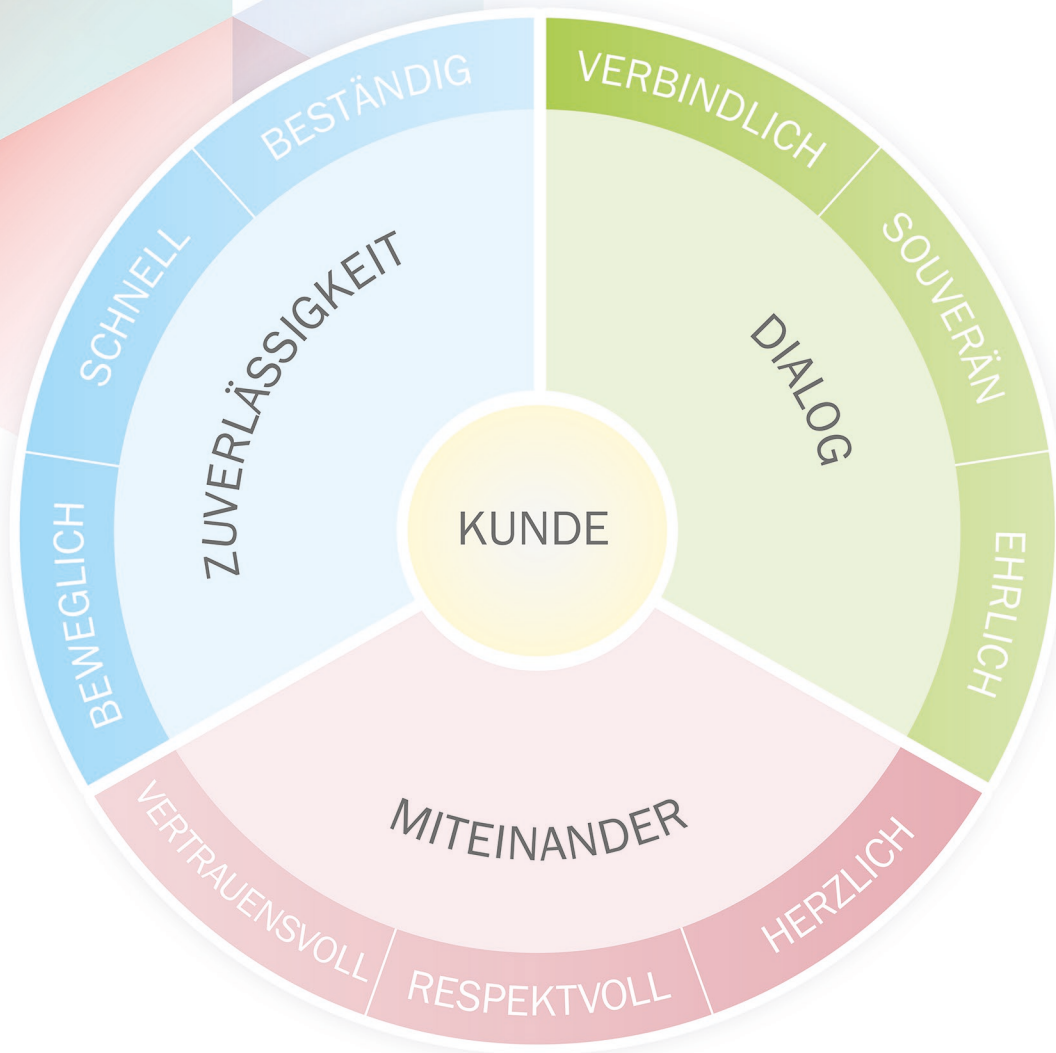 BESTÄNDIG
VERBINDLICH
SCHNELL
SOUVERÄN
ZUVERLÄSSIGKEIT
DIALOG
KUNDE
BEWEGLICH
EHRLICH
MITEINANDER
VERTRAUENSVOLL
RESPEKTVOLL
HERZLICH